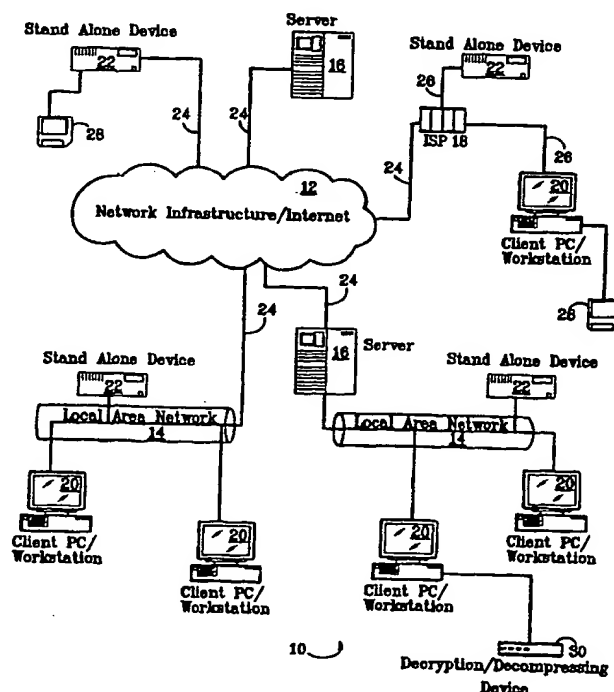 Stand Alone Device
22
28
24
Server
16
24
Stand Alone Device
22
26
ISP 18
24
26
20
Client PC/
Workstation
28
12
Network Infrastructure/Internet
24
24
16
Server
Stand Alone Device
22
Local Area Network
14
20
Client PC/
Workstation
20
Client PC/
Workstation
Stand Alone Device
22
Local Area Network
14
20
Client PC/
Workstation
20
Client PC/
Workstation
10
30
Decryption/Decompressing
Device